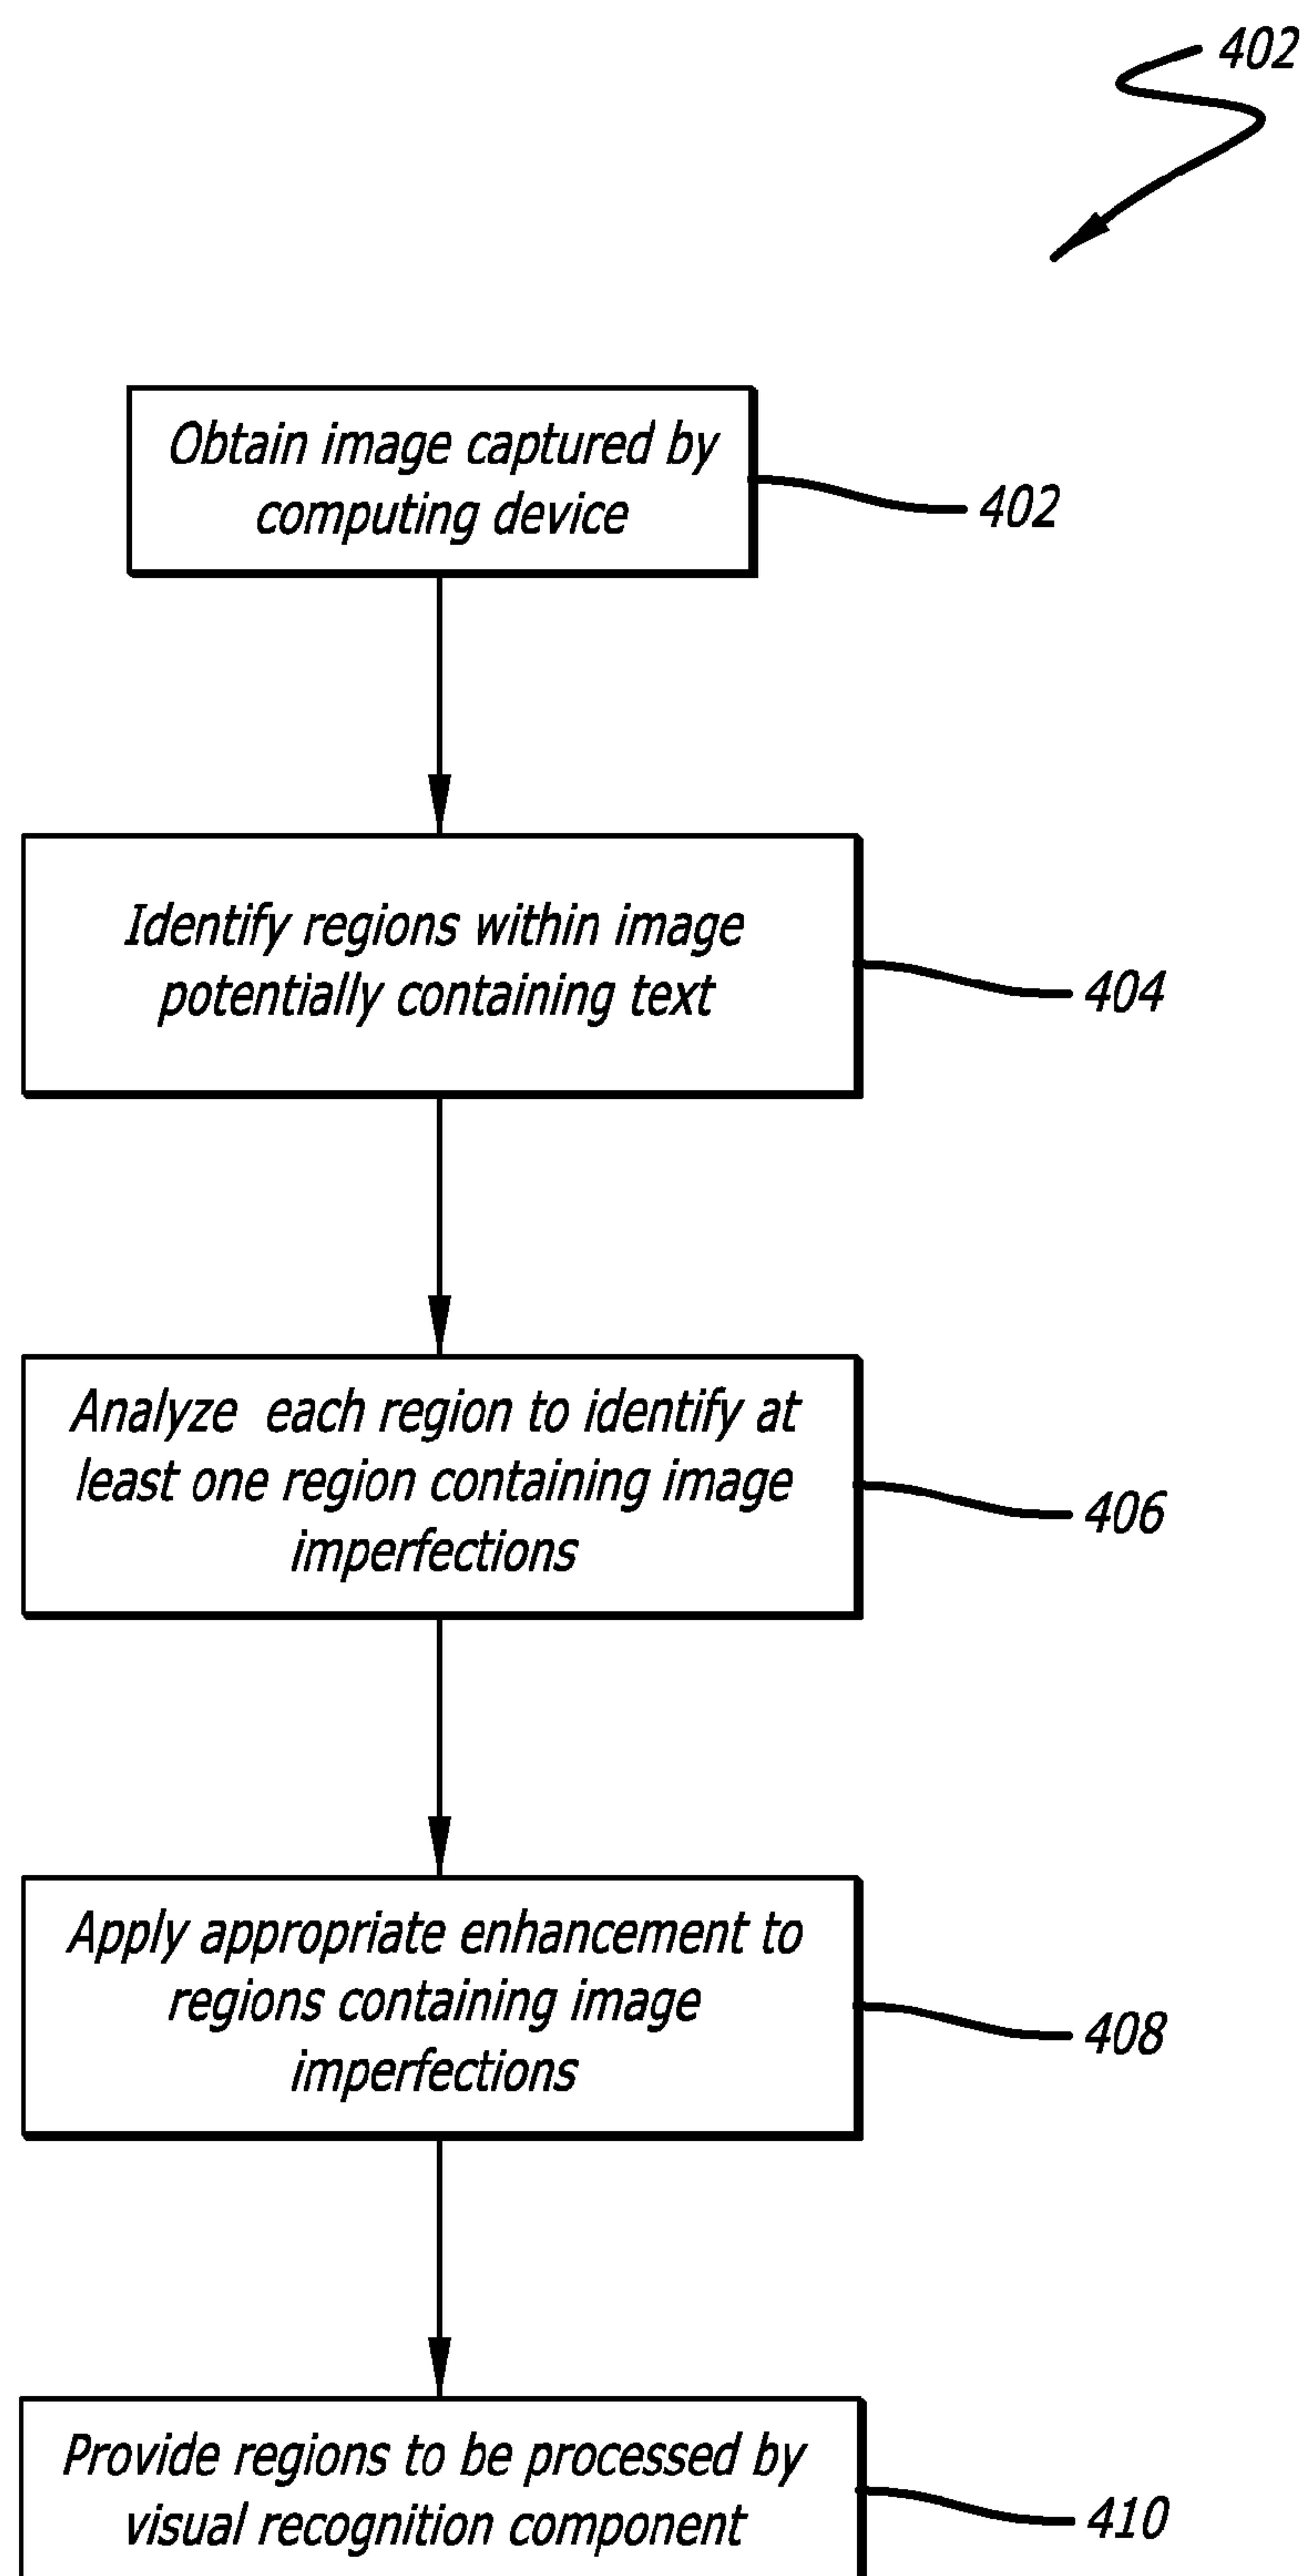 402
Obtain image captured by
computing device
402
Identify regions within image
potentially containing text
404
Analyze each region to identify at
least one region containing image
imperfections
406
Apply appropriate enhancement to
regions containing image
imperfections
408
Provide regions to be processed by
visual recognition component
410